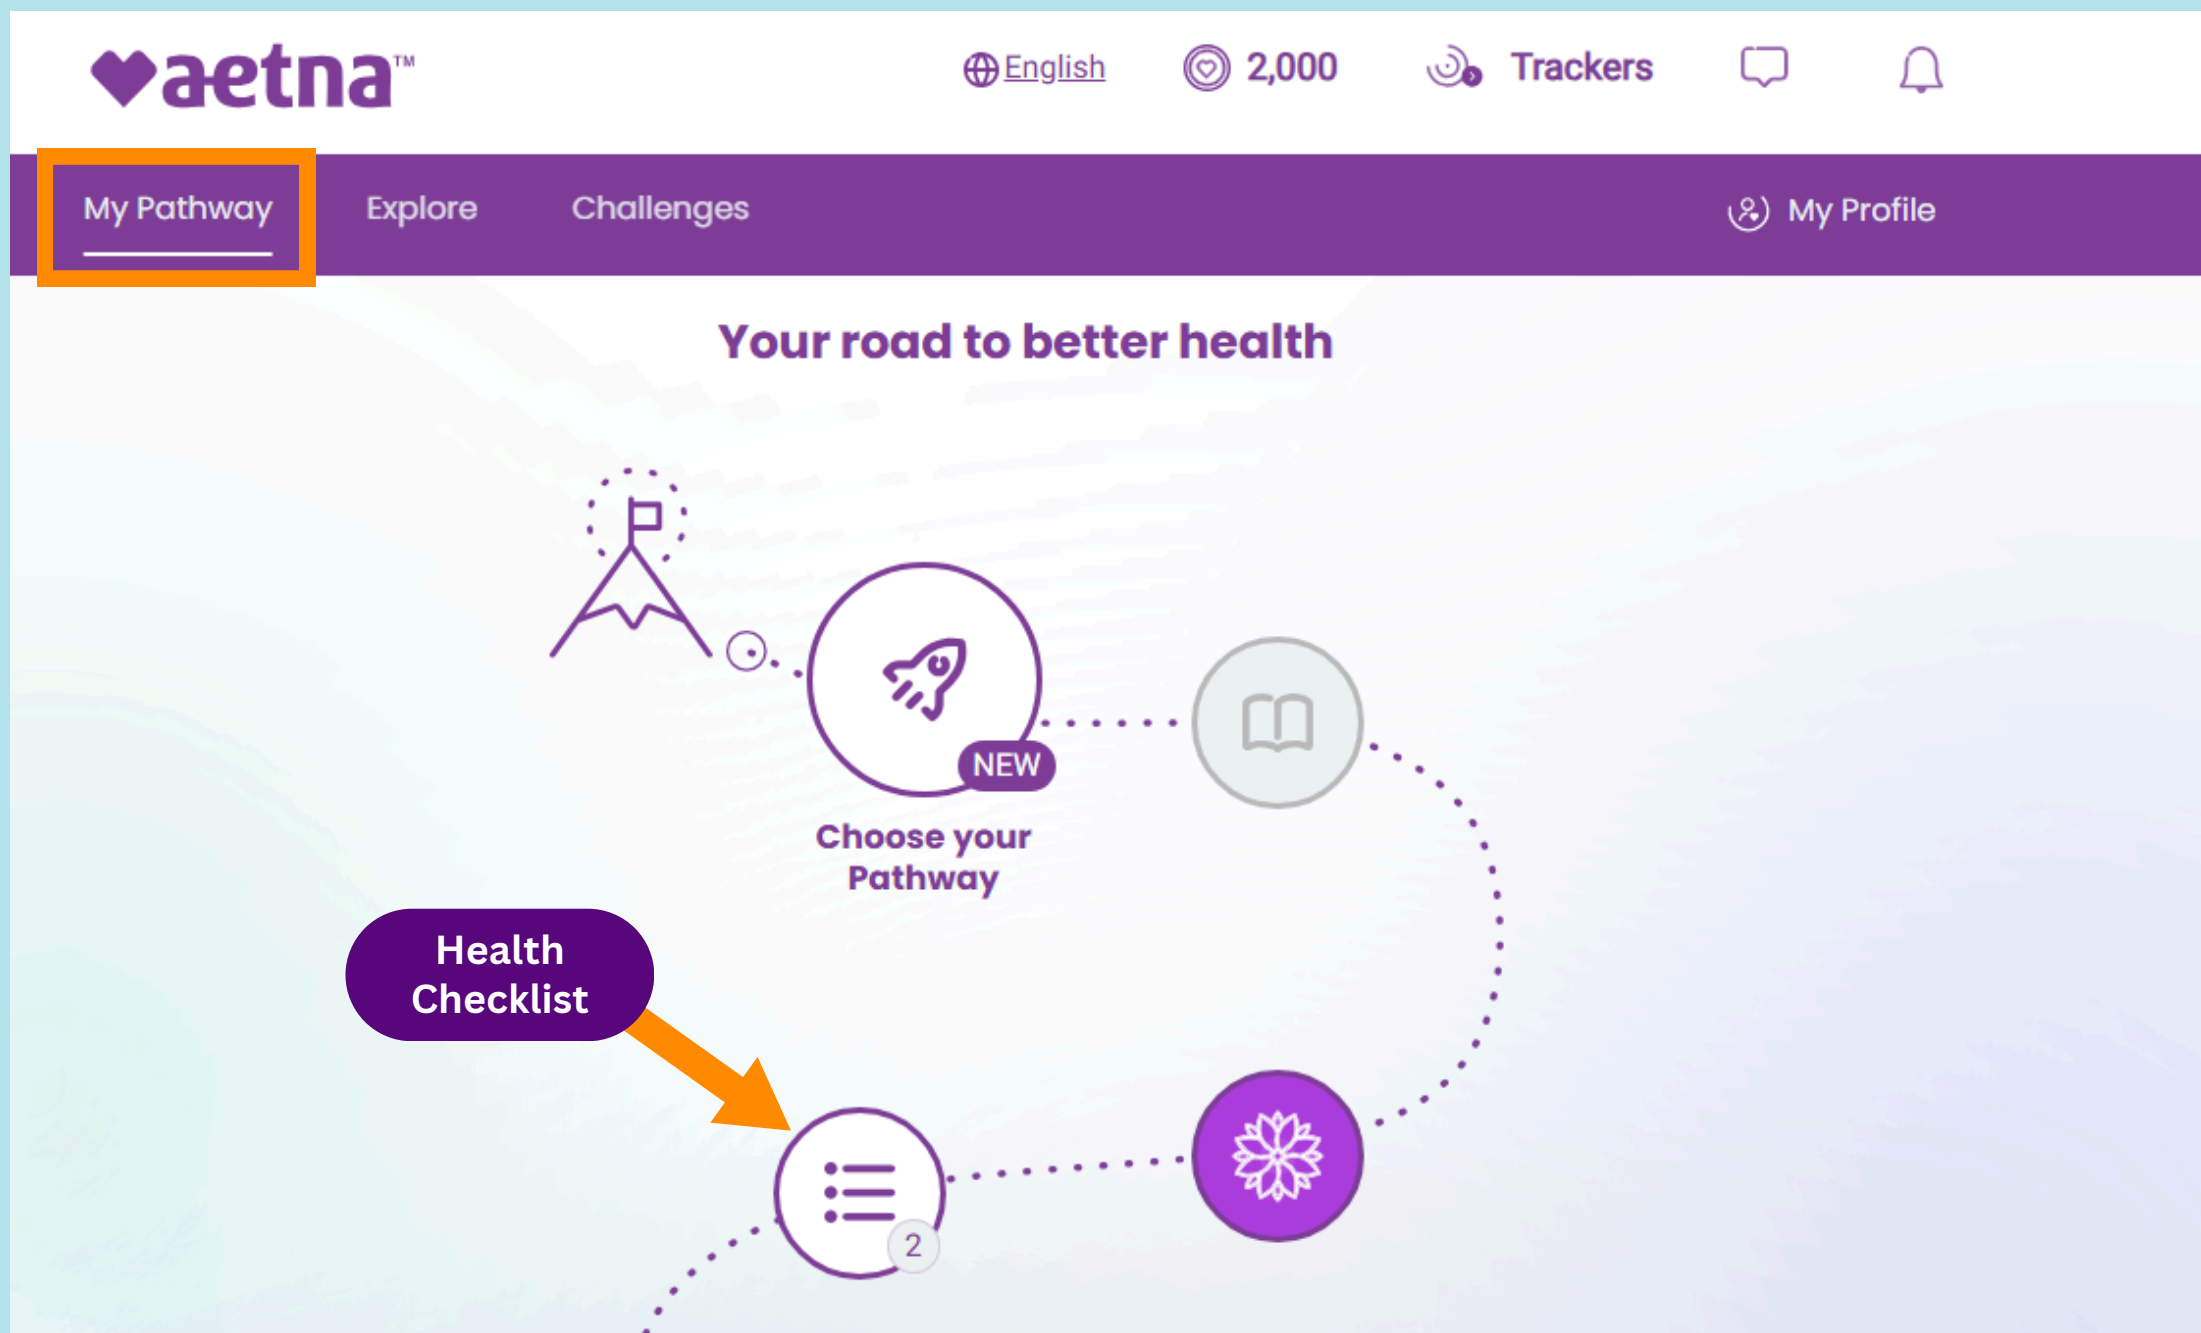 aetna™
English
2,000
Trackers
My Pathway
Explore
Challenges
My Profile
Your road to better health
NEW
Choose your
Pathway
Health
Checklist
2